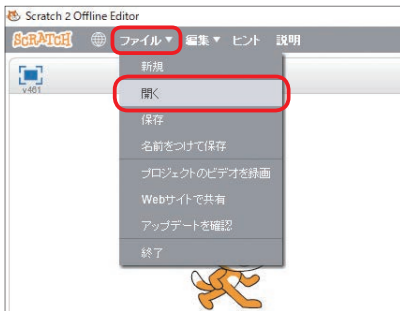 Scratch 2 Offline Editor
SCRATCH ファイル▼ 編集▼ ヒント 説明
v461
新規
開く
保存
名前をつけて保存
プロジェクトのビデオを録画
Webサイトで共有
アップデートを確認
終了